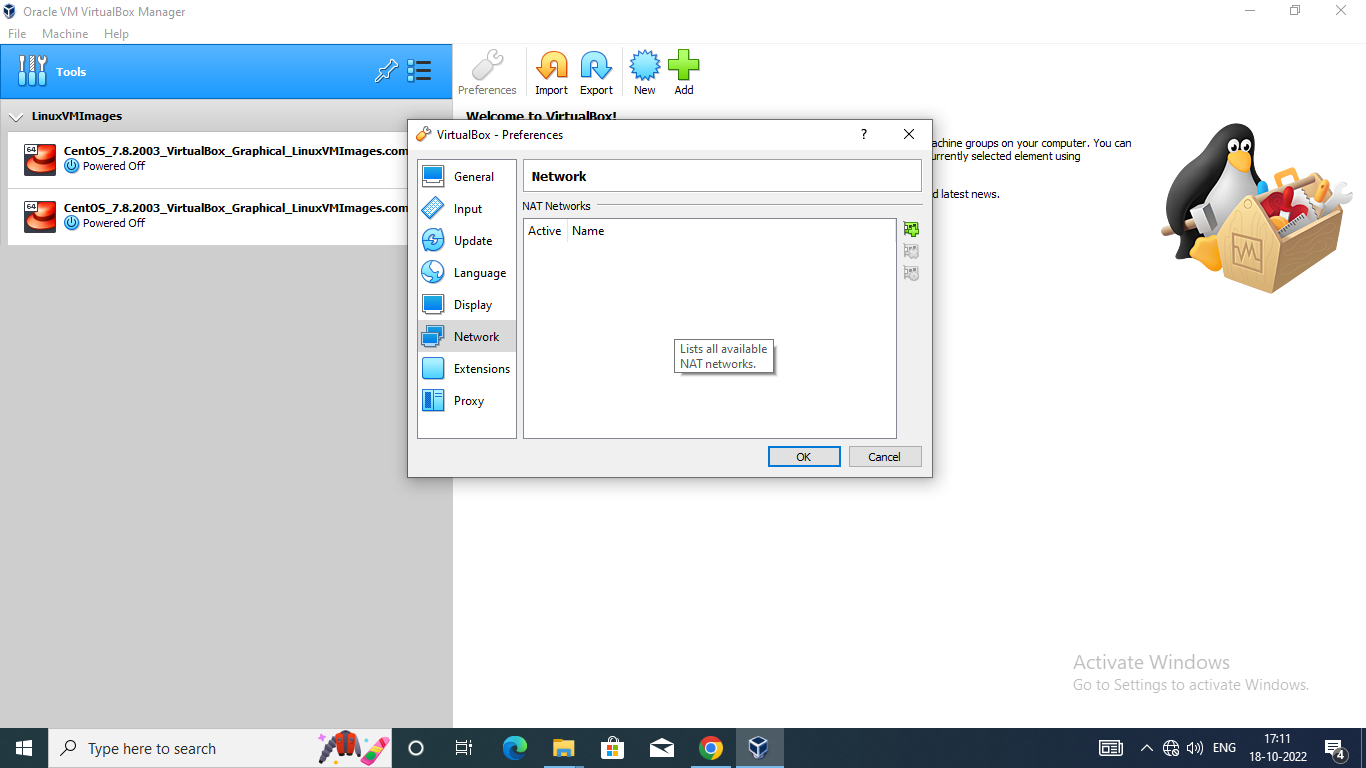 Oracle VM VirtualBox Manager
File Machine Help
Tools
Preferences Import Export New Add
LinuxVMImages
64
CentOS_7.8.2003_VirtualBox_Graphical_LinuxVMImages.com
Powered Off
64
CentOS_7.8.2003_VirtualBox_Graphical_LinuxVMImages.com
Powered Off
Welcome to VirtualBox!
achine groups on your computer. You can
urrently selected element using
d latest news.
VirtualBox - Preferences
?
General
Input
Update
Language
Display
Network
Extensions
Proxy
Network
NAT Networks
Active Name
Lists all available
NAT networks.
OK Cancel
Activate Windows
Go to Settings to activate Windows.
Type here to search
ENG
17:11
18-10-2022
4